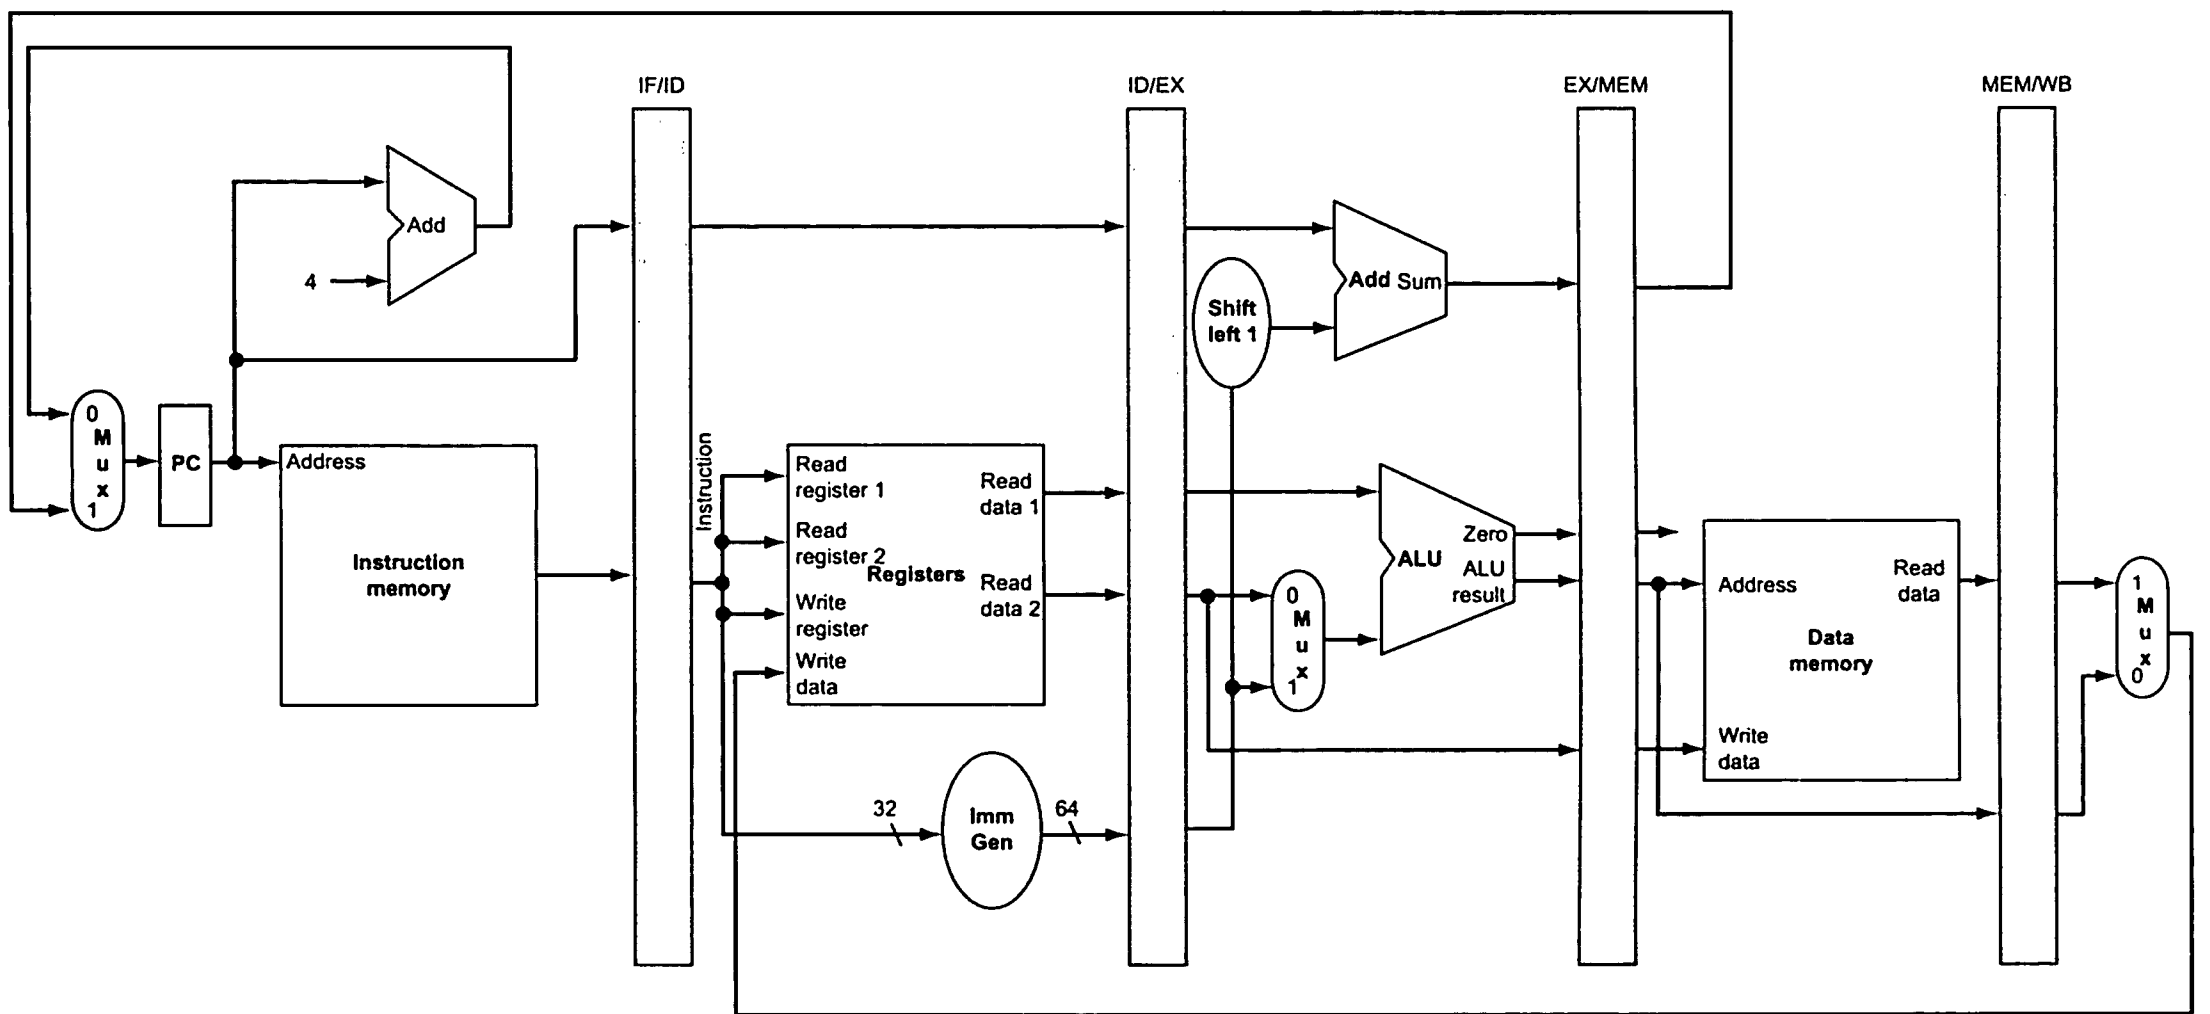 IF/ID
ID/EX
EX/MEM
MEM/WB
Add
4
Add Sum
Shift
left 1
0
M
u
x
1
PC
Address
Instruction
memory
Instruction
Read
register 1
Read
register 2
Registers
Write
register
Write
data
Read
data 1
Read
data 2
0
M
u
x
1
Zero
ALU
ALU
result
Address
Read
data
Data
memory
Write
data
1
M
u
x
0
32
Imm
Gen
64